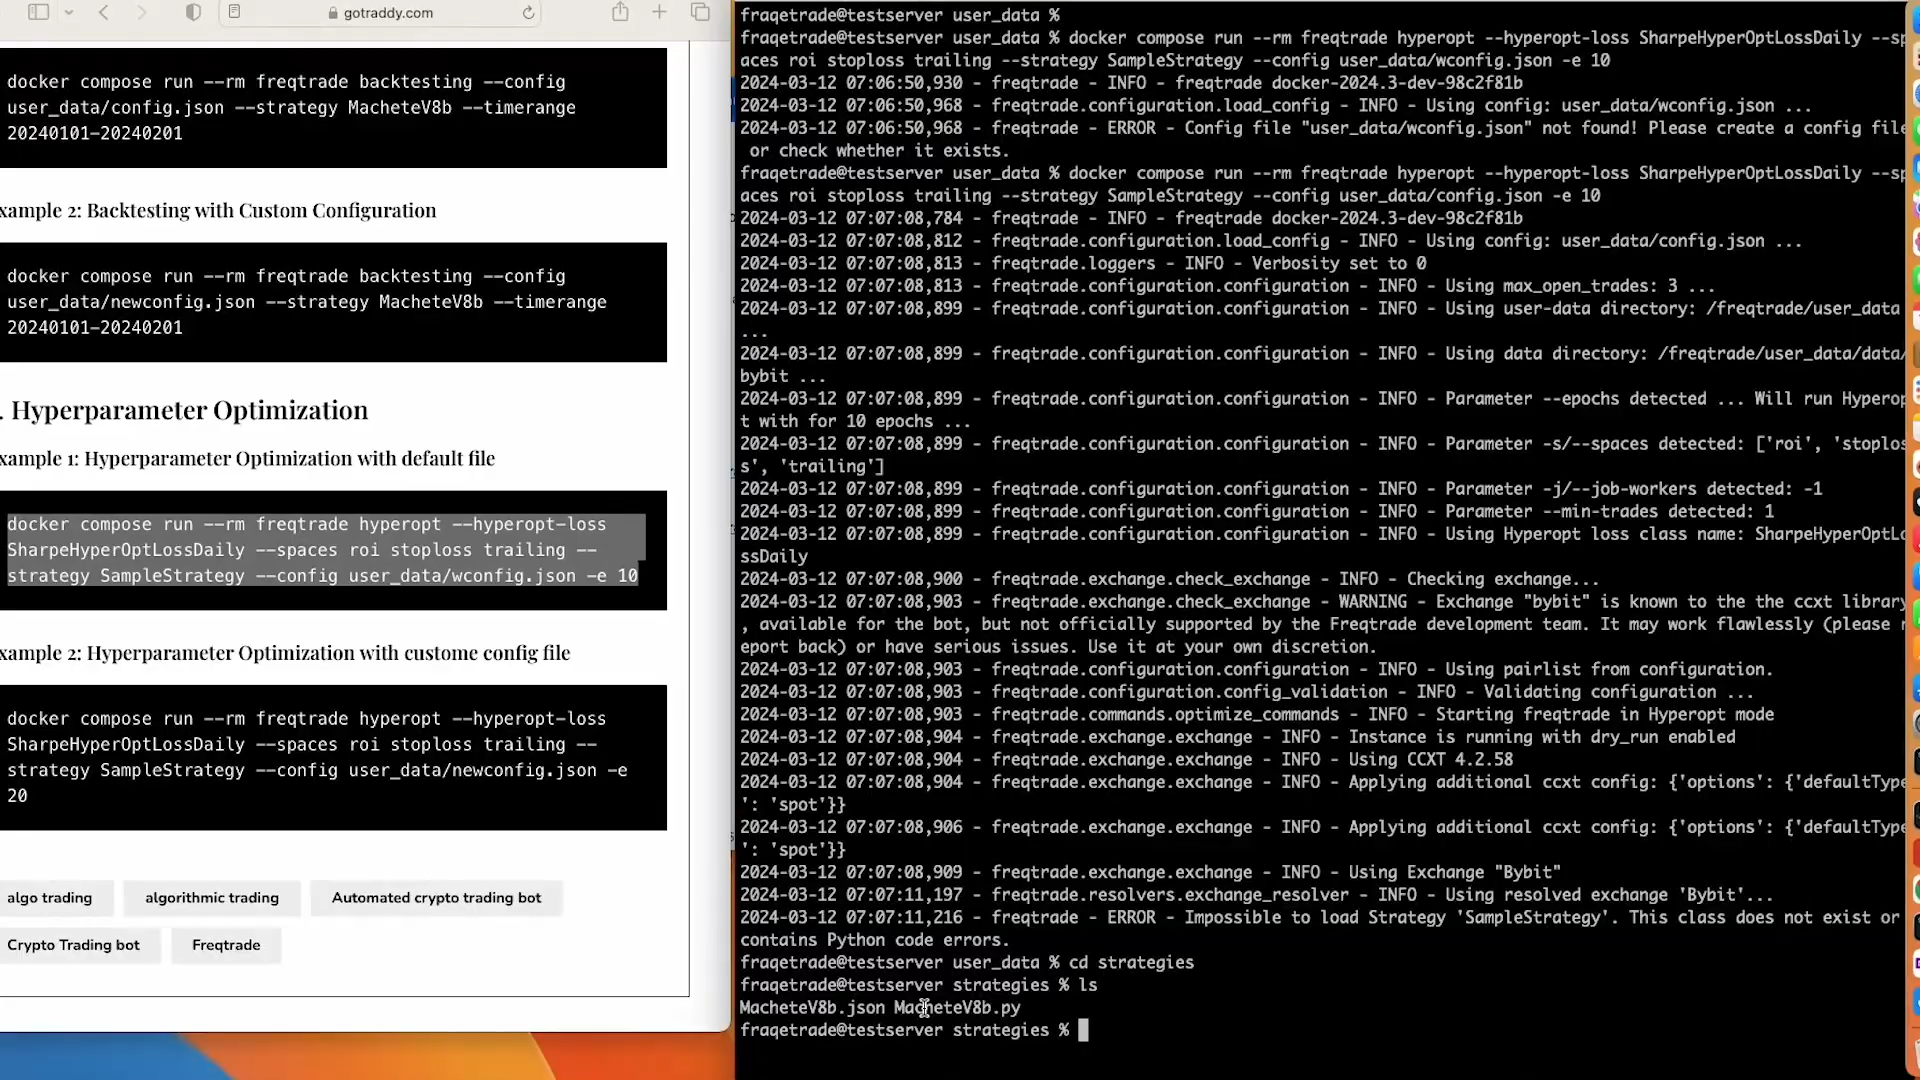 gotraddy.com
docker compose run --rm freqtrade backtesting --config
user_data/config.json --strategy MacheteV8b --timerange
20240101-20240201
xample 2: Backtesting with Custom Configuration
docker compose run --rm freqtrade backtesting --config
user_data/newconfig.json --strategy MacheteV8b --timerange
20240101-20240201
. Hyperparameter Optimization
xample 1: Hyperparameter Optimization with default file
docker compose run --rm freqtrade hyperopt --hyperopt-loss
SharpeHyperOptLossDaily --spaces roi stoploss trailing --
strategy SampleStrategy --config user_data/wconfig.json -e 10
xample 2: Hyperparameter Optimization with custome config file
docker compose run --rm freqtrade hyperopt --hyperopt-loss
SharpeHyperOptLossDaily --spaces roi stoploss trailing --
strategy SampleStrategy --config user_data/newconfig.json -e
20
algo trading
algorithmic trading
Automated crypto trading bot
Crypto Trading bot
Freqtrade
fraqetrade@testserver user_data %
fraqetrade@testserver user_data % docker compose run --rm freqtrade hyperopt --hyperopt-loss SharpeHyperOptLossDaily --sp
aces roi stoploss trailing --strategy SampleStrategy --config user_data/wconfig.json -e 10
2024-03-12 07:06:50,930 - freqtrade - INFO - freqtrade docker-2024.3-dev-98c2f81b
2024-03-12 07:06:50,968 - freqtrade.configuration.load_config - INFO - Using config: user_data/wconfig.json ...
2024-03-12 07:06:50,968 - freqtrade - ERROR - Config file "user_data/wconfig.json" not found! Please create a config file
or check whether it exists.
fraqetrade@testserver user_data % docker compose run --rm freqtrade hyperopt --hyperopt-loss SharpeHyperOptLossDaily --sp
aces roi stoploss trailing --strategy SampleStrategy --config user_data/config.json -e 10
2024-03-12 07:07:08,784 - freqtrade - INFO - freqtrade docker-2024.3-dev-98c2f81b
2024-03-12 07:07:08,812 - freqtrade.configuration.load_config - INFO - Using config: user_data/config.json ...
2024-03-12 07:07:08,813 - freqtrade.loggers - INFO - Verbosity set to 0
2024-03-12 07:07:08,813 - freqtrade.configuration.configuration - INFO - Using max_open_trades: 3 ...
2024-03-12 07:07:08,899 - freqtrade.configuration.configuration - INFO - Using user-data directory: /freqtrade/user_data
...
2024-03-12 07:07:08,899 - freqtrade.configuration.configuration - INFO - Using data directory: /freqtrade/user_data/data/
bybit ...
2024-03-12 07:07:08,899 - freqtrade.configuration.configuration - INFO - Parameter --epochs detected ... Will run Hyperop
t with for 10 epochs ...
2024-03-12 07:07:08,899 - freqtrade.configuration.configuration - INFO - Parameter -s/--spaces detected: ['roi', 'stoplos
s', 'trailing']
2024-03-12 07:07:08,899 - freqtrade.configuration.configuration - INFO - Parameter -j/--job-workers detected: -1
2024-03-12 07:07:08,899 - freqtrade.configuration.configuration - INFO - Parameter --min-trades detected: 1
2024-03-12 07:07:08,899 - freqtrade.configuration.configuration - INFO - Using Hyperopt loss class name: SharpeHyperOptLo
ssDaily
2024-03-12 07:07:08,900 - freqtrade.exchange.check_exchange - INFO - Checking exchange...
2024-03-12 07:07:08,903 - freqtrade.exchange.check_exchange - WARNING - Exchange "bybit" is known to the the ccxt library
, available for the bot, but not officially supported by the Freqtrade development team. It may work flawlessly (please r
eport back) or have serious issues. Use it at your own discretion.
2024-03-12 07:07:08,903 - freqtrade.configuration.configuration - INFO - Using pairlist from configuration.
2024-03-12 07:07:08,903 - freqtrade.configuration.config_validation - INFO - Validating configuration ...
2024-03-12 07:07:08,903 - freqtrade.commands.optimize_commands - INFO - Starting freqtrade in Hyperopt mode
2024-03-12 07:07:08,904 - freqtrade.exchange.exchange - INFO - Instance is running with dry_run enabled
2024-03-12 07:07:08,904 - freqtrade.exchange.exchange - INFO - Using CCXT 4.2.58
2024-03-12 07:07:08,904 - freqtrade.exchange.exchange - INFO - Applying additional ccxt config: {'options': {'defaultType
': 'spot'}}
2024-03-12 07:07:08,906 - freqtrade.exchange.exchange - INFO - Applying additional ccxt config: {'options': {'defaultType
': 'spot'}}
2024-03-12 07:07:08,909 - freqtrade.exchange.exchange - INFO - Using Exchange "Bybit"
2024-03-12 07:07:11,197 - freqtrade.resolvers.exchange_resolver - INFO - Using resolved exchange 'Bybit'...
2024-03-12 07:07:11,216 - freqtrade - ERROR - Impossible to load Strategy 'SampleStrategy'. This class does not exist or
contains Python code errors.
fraqetrade@testserver user_data % cd strategies
fraqetrade@testserver strategies % ls
MacheteV8b.json MacheteV8b.py
fraqetrade@testserver strategies %